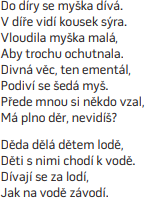 Do díry se myška dívá.
V díře vidí kousek sýra.
Vloudila myška malá,
Aby trochu ochutnala.
Divná věc, ten ementál,
Podiví se šedá myš.
Přede mnou si někdo vzal,
Má plno děr, nevidíš?

Děda dělá dětem lodě,
Děti s nimi chodí k vodě.
Dívají se za lodí,
Jak na vodě závodí.